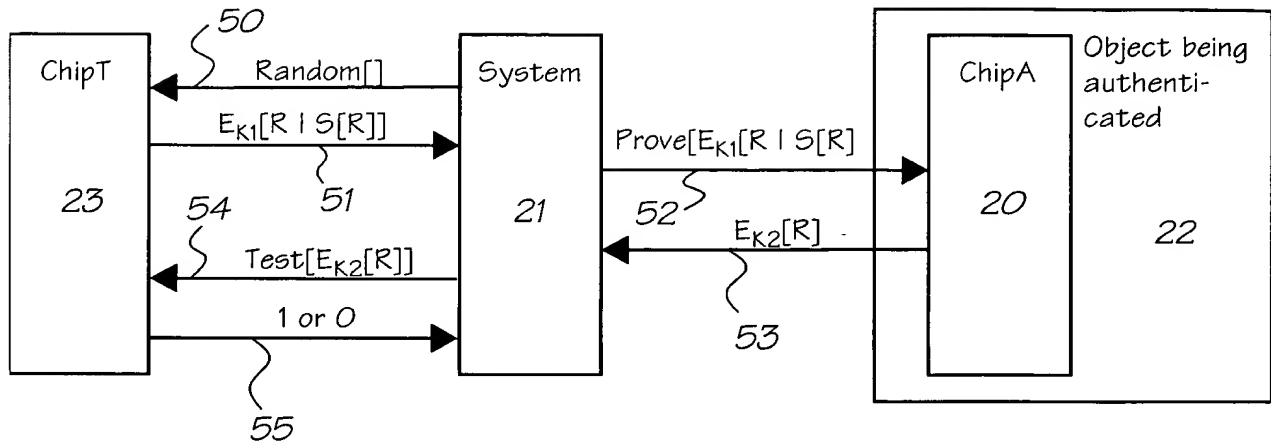 50
ChipT
Random[]
System
ChipA
Object being
authenti-
cated
E_K1[R | S[R]]
Prove[E_K1[R | S[R]
23
51
21
52
20
22
54
E_K2[R]
Test[E_K2[R]]
1 or 0
53
55